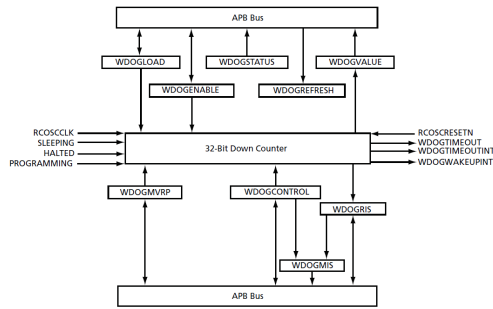 APB Bus
WDOGLOAD
WDOGSTATUS
WDOGVALUE
WDOGENABLE
WDOGREFRESH
RCOSCCLK
SLEEPING
HALTED
PROGRAMMING
32-Bit Down Counter
RCOSCRESETN
WDOGTIMEOUT
WDOGTIMEOUTINT
WDOGWAKEUPINT
WDOGMVRP
WDOGCONTROL
WDOGRIS
WDOGMIS
APB Bus